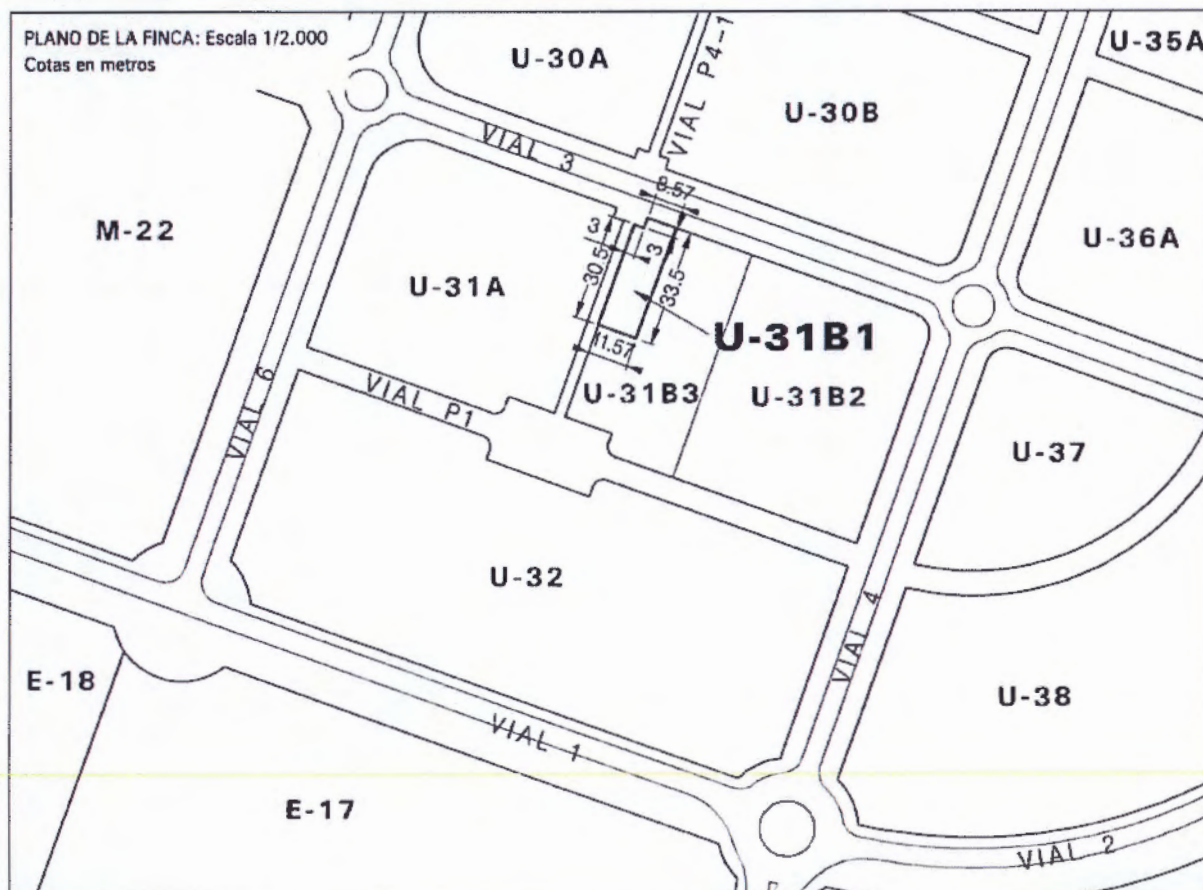 PLANO DE LA FINCA: Escala 1/2.000
Cotas en metros
U-30A
VIAL P4-1
U-35A
U-30B
VIAL 3
8.57
M-22
3
3
U-36A
30.5
33.5
U-31A
U-31B1
11.57
VIAL 6
VIAL P1
U-31B3
U-31B2
U-37
U-32
VIAL 4
E-18
U-38
VIAL 1
E-17
VIAL 2